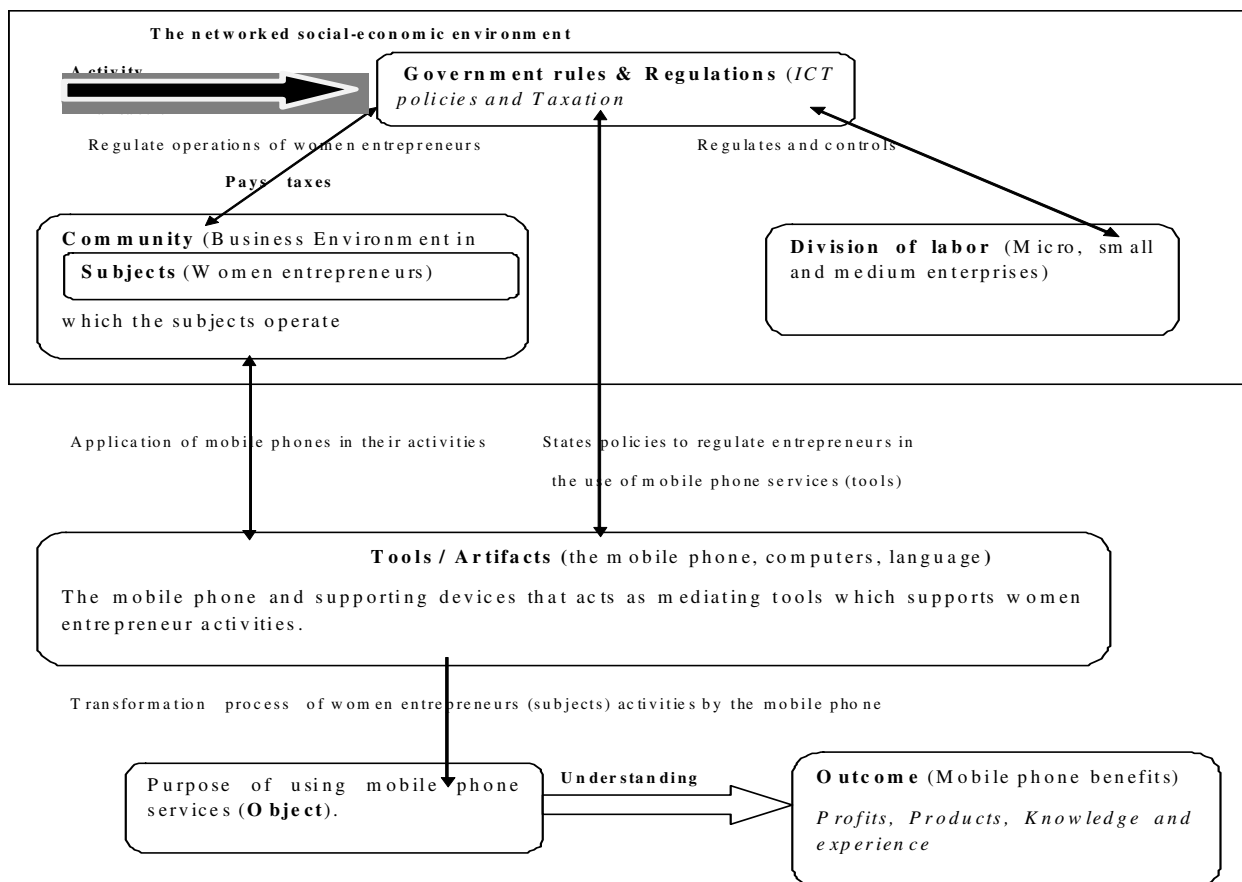 The networked social-economic environment
Activity
Government rules & Regulations (ICT
policies and Taxation
Regulate operations of women entrepreneurs
Regulates and controls
Pays taxes
Community (Business Environment in
Subjects (Women entrepreneurs)
which the subjects operate
Division of labor (Micro, small
and medium enterprises)
Application of mobile phones in their activities
States policies to regulate entrepreneurs in
the use of mobile phone services (tools)
Tools / Artifacts (the mobile phone, computers, language)
The mobile phone and supporting devices that acts as mediating tools which supports women
entrepreneur activities.
Transformation process of women entrepreneurs (subjects) activities by the mobile phone
Purpose of using mobile phone
services (Object).
Understanding
Outcome (Mobile phone benefits)
Profits, Products, Knowledge and
experience